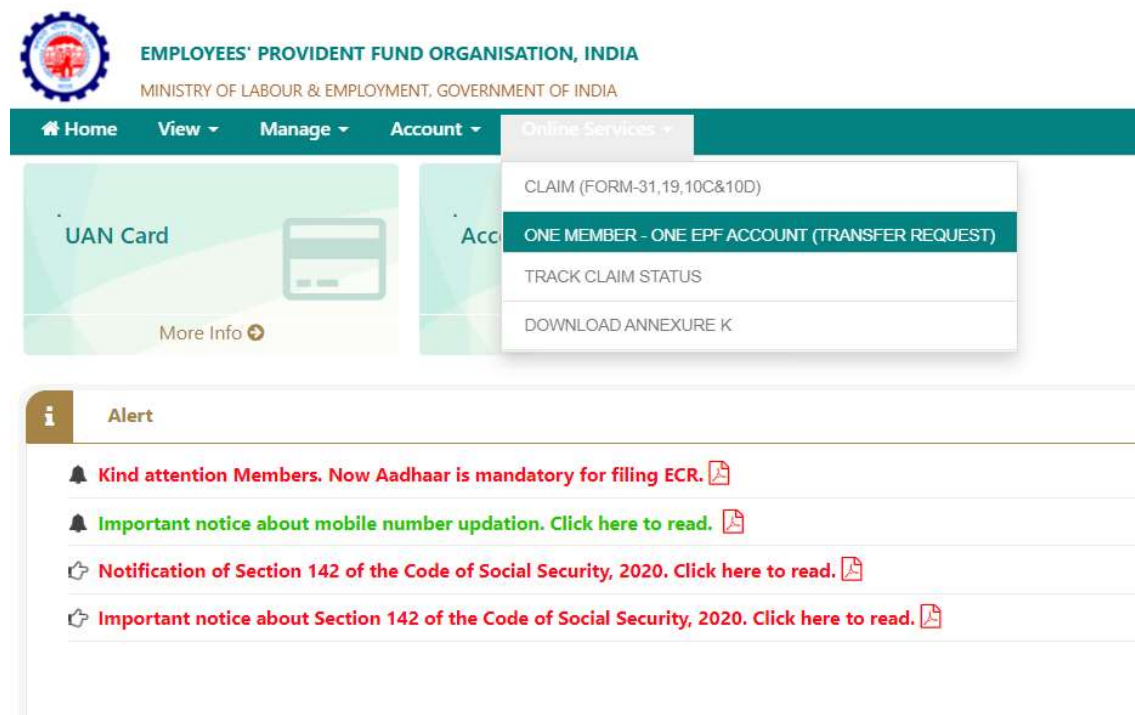 EMPLOYEES' PROVIDENT FUND ORGANISATION, INDIA
MINISTRY OF LABOUR & EMPLOYMENT, GOVERNMENT OF INDIA
Home View Manage Account Online Services
CLAIM (FORM-31,19,10C&10D)
UAN Card
Acc
ONE MEMBER - ONE EPF ACCOUNT (TRANSFER REQUEST)
TRACK CLAIM STATUS
DOWNLOAD ANNEXURE K
More Info
Alert
Kind attention Members. Now Aadhaar is mandatory for filing ECR.
Important notice about mobile number updation. Click here to read.
Notification of Section 142 of the Code of Social Security, 2020. Click here to read.
Important notice about Section 142 of the Code of Social Security, 2020. Click here to read.